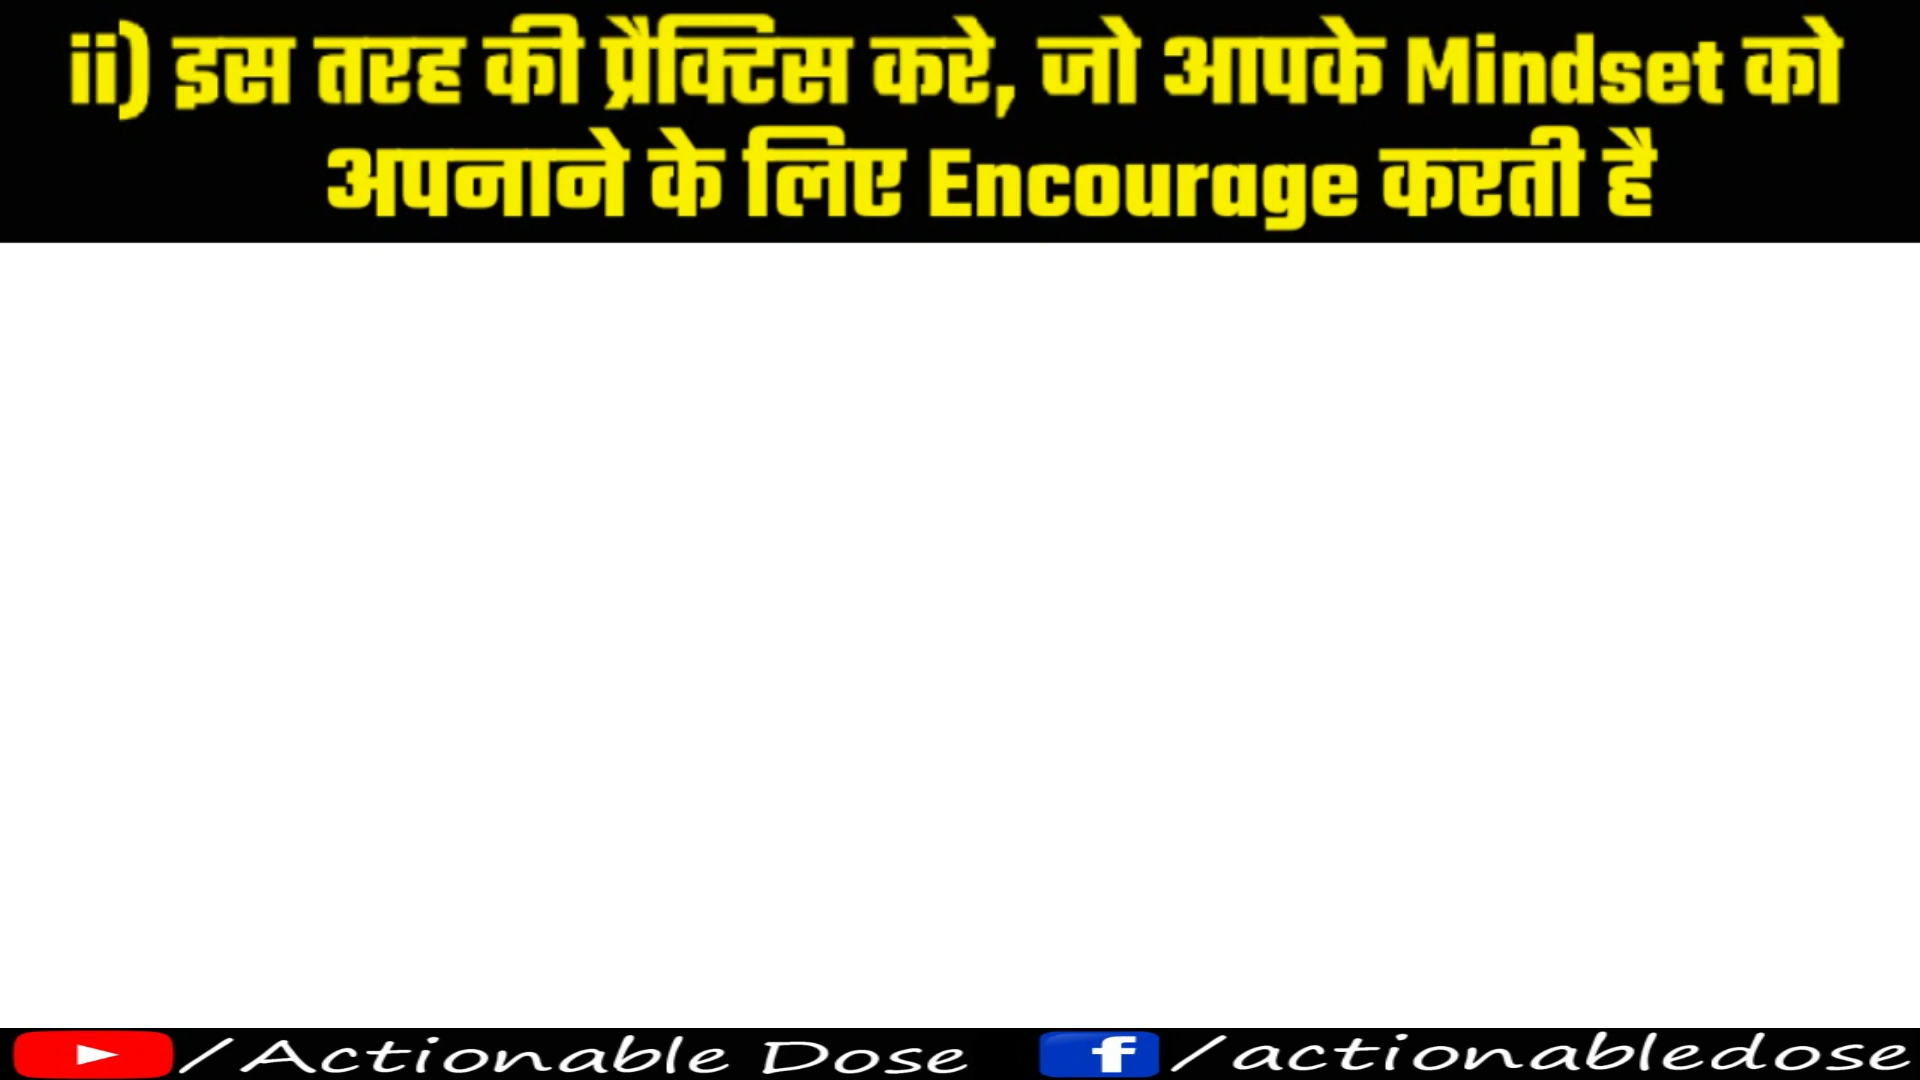 ii) इस तरह की प्रैक्टिस करे, जो आपके Mindset को
अपनाने के लिए Encourage करती है
/Actionable Dose f /actionabledose